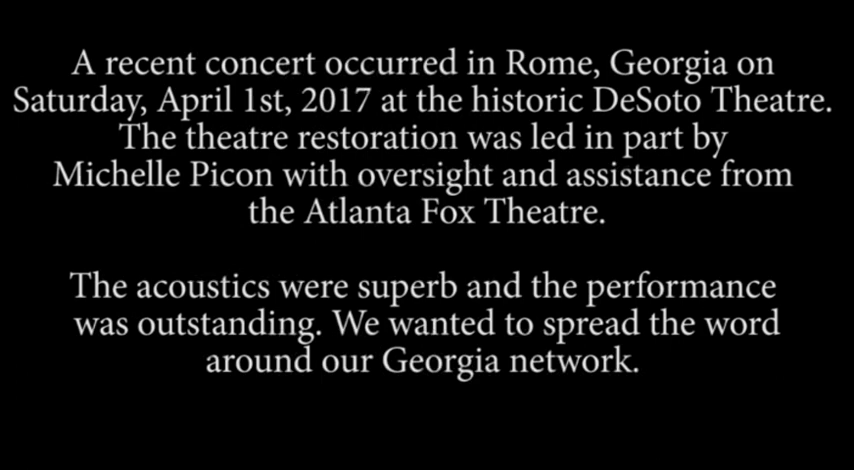 A recent concert occurred in Rome, Georgia on
Saturday, April 1st, 2017 at the historic DeSoto Theatre.
The theatre restoration was led in part by
Michelle Picon with oversight and assistance from
the Atlanta Fox Theatre.
The acoustics were superb and the performance
was outstanding. We wanted to spread the word
around our Georgia network.